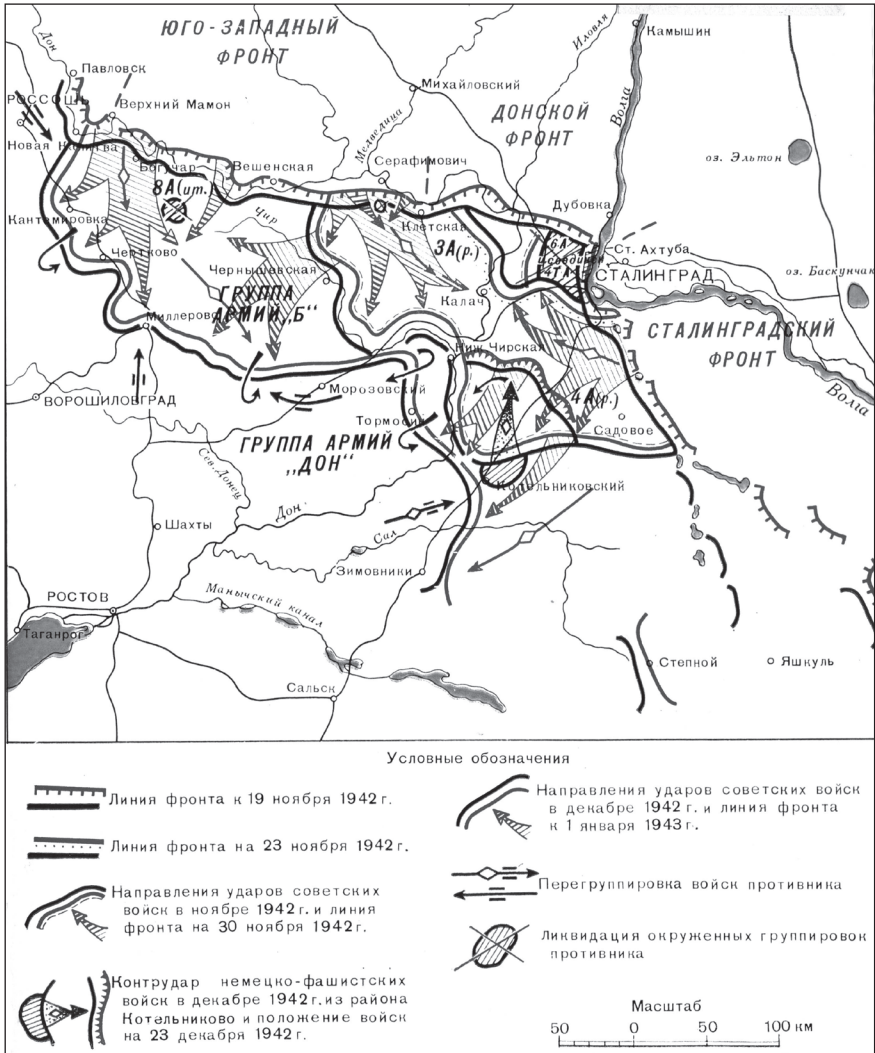 ЮГО-ЗАПАДНЫЙ
ФРОНТ
Дон
Павловск
РОССОШЬ
Верхний Мамон
Новая Калитва
Богучар
Вешенская
8А(ит.)
Кантемировка
Чертково
Чир
Чернышевская
ГРУППА
АРМИЙ „Б"
Миллерово
Камышин
Иловля
Михайловский
Медведица
ДОНСКОЙ
ФРОНТ
Волга
оз. Эльтон
Серафимович
Клетская
Дубовка
3А(р.)
6А
4ТА
Ст. Ахтуба
СТАЛИНГРАД
оз. Баскунчак
Калач
СТАЛИНГРАДСКИЙ
ФРОНТ
Волга
Ниж. Чирская
ВОРОШИЛОВГРАД
Морозовский
Тормосин
4А(р.)
Садовое
ГРУППА АРМИЙ
„ДОН"
Сев. Донец
Котельниковский
Дон
Шахты
Сал
Зимовники
РОСТОВ
Манычский канал
Таганрог
Сальск
Степной
Яшкуль
Условные обозначения
Линия фронта к 19 ноября 1942 г.
Линия фронта на 23 ноября 1942 г.
Направления ударов советских
войск в ноябре 1942 г. и линия
фронта на 30 ноября 1942 г.
Контрудар немецко-фашистских
войск в декабре 1942 г. из района
Котельниково и положение войск
на 23 декабря 1942 г.
Направления ударов советских войск
в декабре 1942 г. и линия фронта
к 1 января 1943 г.
Перегруппировка войск противника
Ликвидация окруженных группировок
противника
Масштаб
50 0 50 100 км